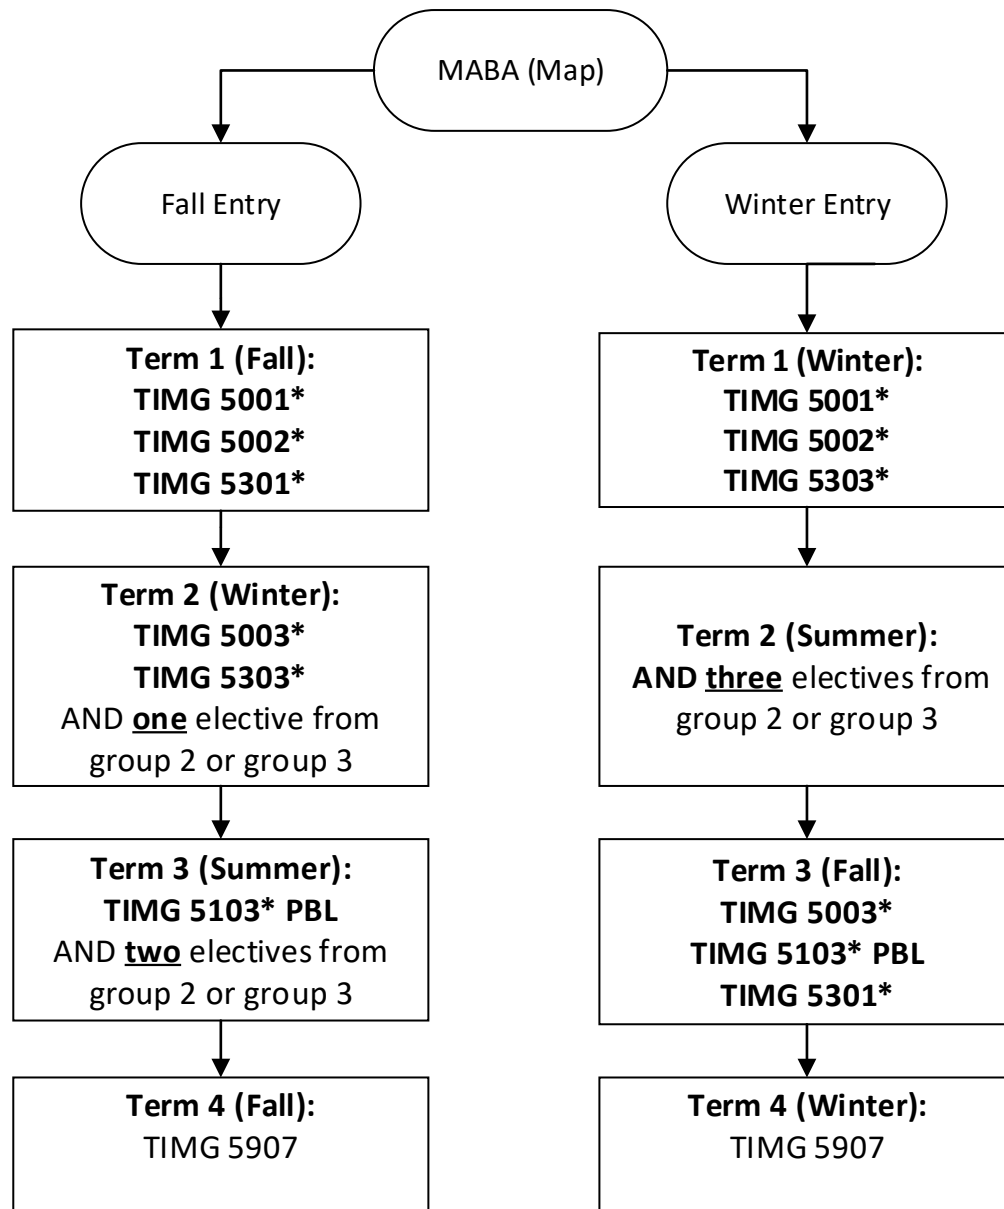 MABA (Map)
Fall Entry
Winter Entry
Term 1 (Fall):
TIMG 5001*
TIMG 5002*
TIMG 5301*
Term 1 (Winter):
TIMG 5001*
TIMG 5002*
TIMG 5303*
Term 2 (Winter):
TIMG 5003*
TIMG 5303*
AND one elective from
group 2 or group 3
Term 2 (Summer):
AND three electives from
group 2 or group 3
Term 3 (Summer):
TIMG 5103* PBL
AND two electives from
group 2 or group 3
Term 3 (Fall):
TIMG 5003*
TIMG 5103* PBL
TIMG 5301*
Term 4 (Fall):
TIMG 5907
Term 4 (Winter):
TIMG 5907